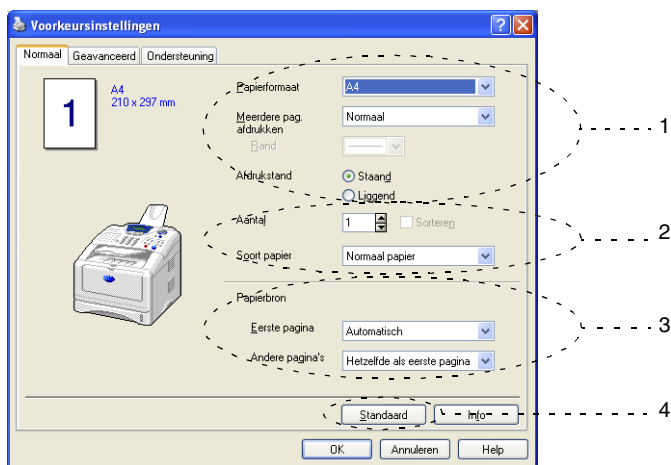 Voorkeursinstellingen
Normaal Geavanceerd Ondersteuning
1
A4
210 x 297 mm
Papierformaat A4
Meerdere pag. afdrukken Normaal
Rand
Afdrukstand Staand
Liggend
1
Aantal 1 Sorteren
2
Soort papier Normaal papier
Papierbron
Eerste pagina Automatisch
3
Andere pagina's Hetzelfde als eerste pagina
Standaard Info
4
OK Annuleren Help